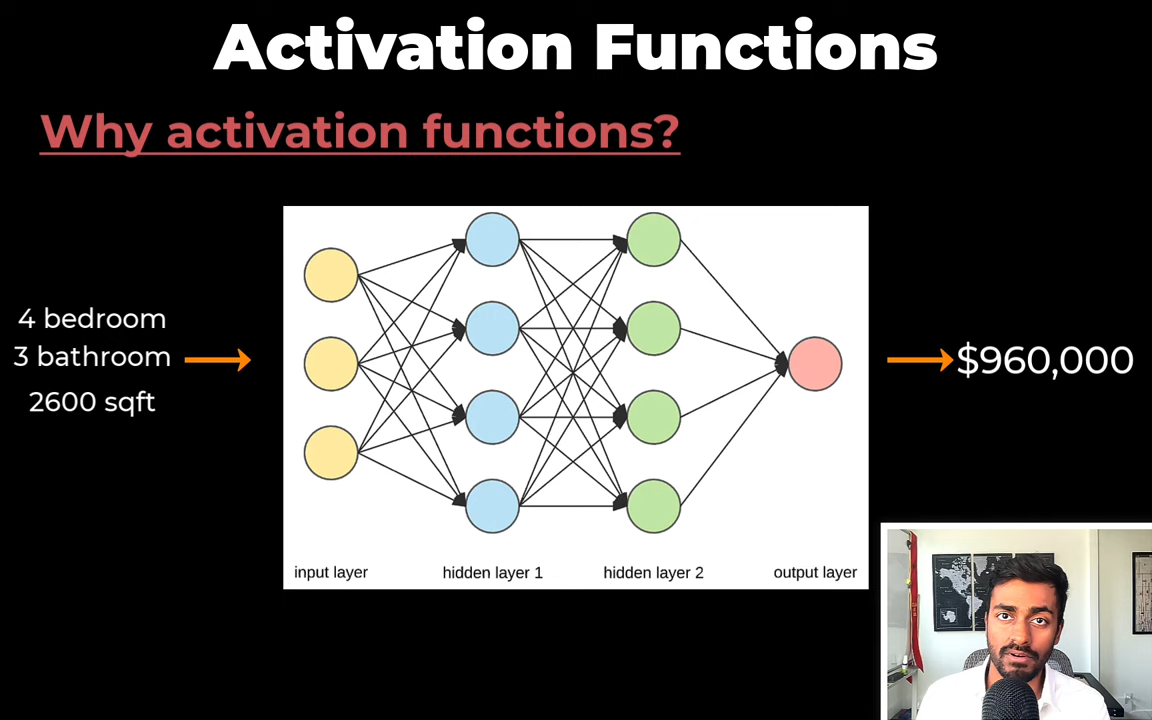 Activation Functions
Why activation functions?
4 bedroom
3 bathroom
2600 sqft
$960,000
input layer
hidden layer 1
hidden layer 2
output layer